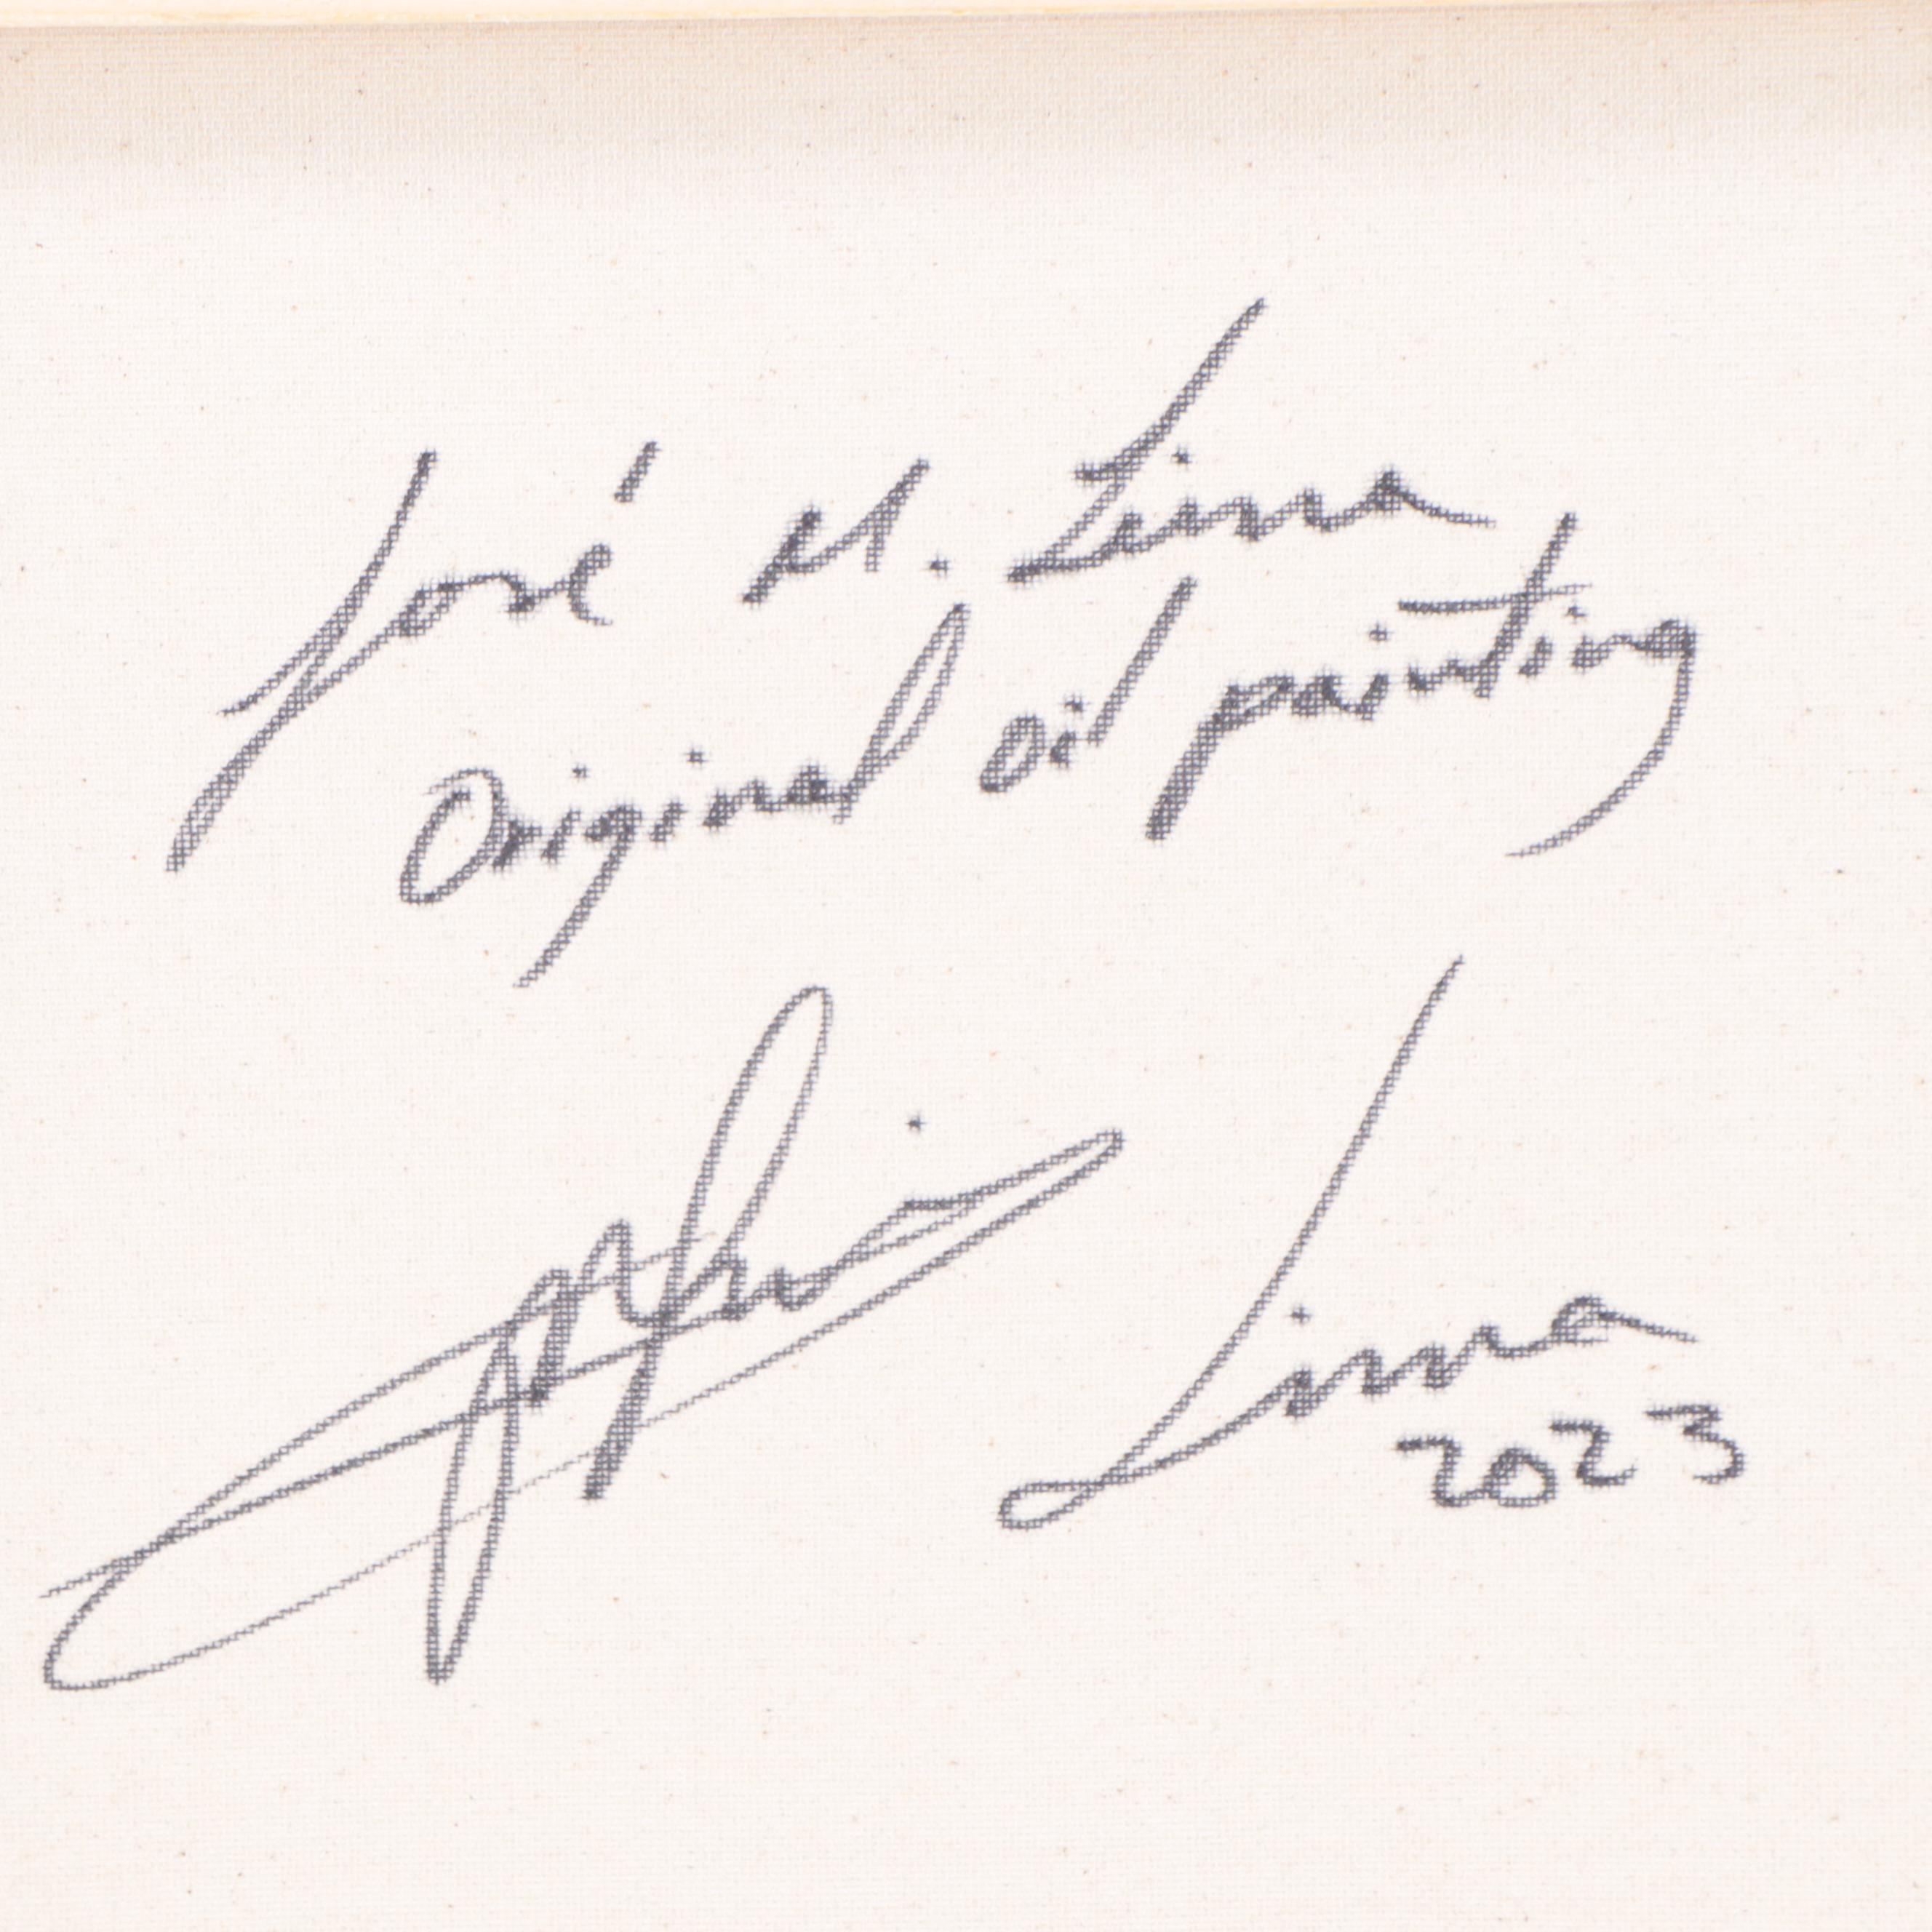 José M. Lima
Original oil painting
Lima
2023